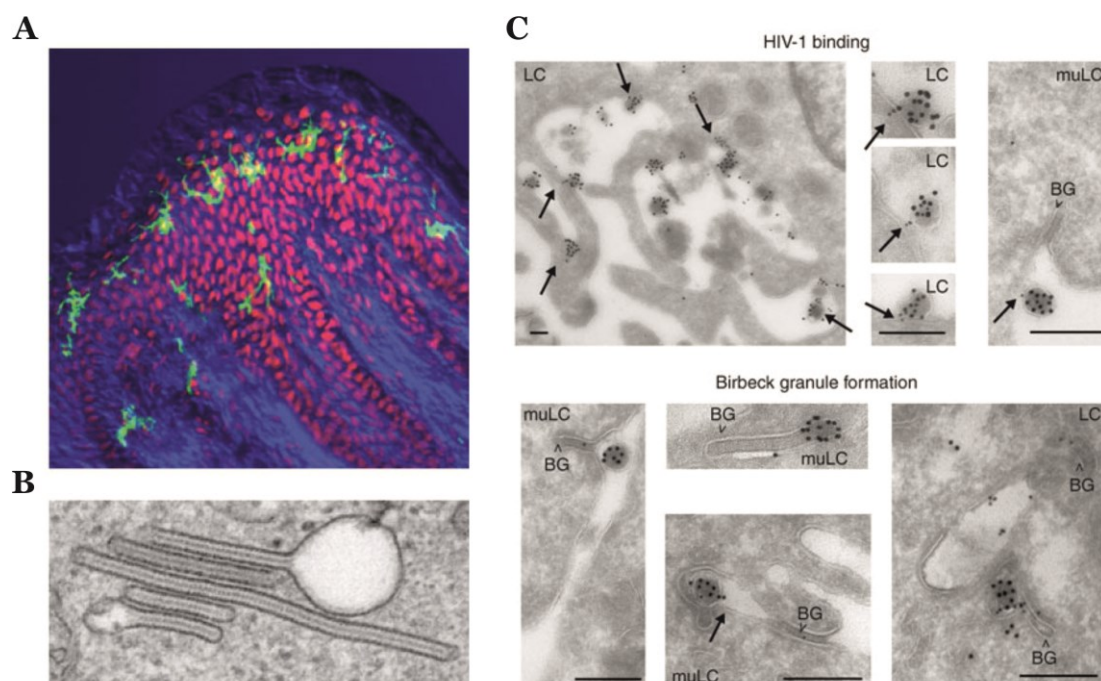 A
B
C
HIV-1 binding
LC
LC
LC
LC
muLC
BG
Birbeck granule formation
muLC
BG
BG
muLC
BG
muLC
LC
BG
BG